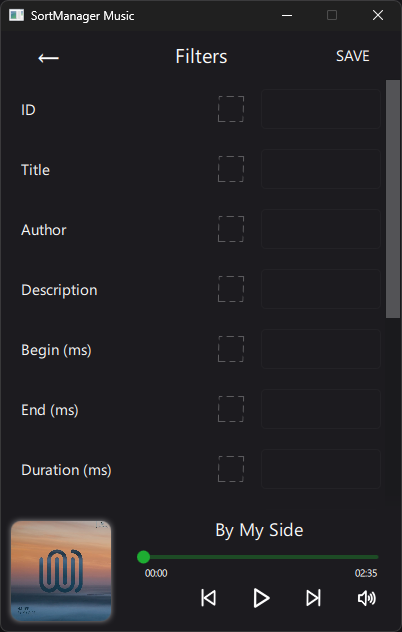 SortManager Music
← Filters SAVE
ID
Title
Author
Description
Begin (ms)
End (ms)
Duration (ms)
By My Side
00:00 02:35